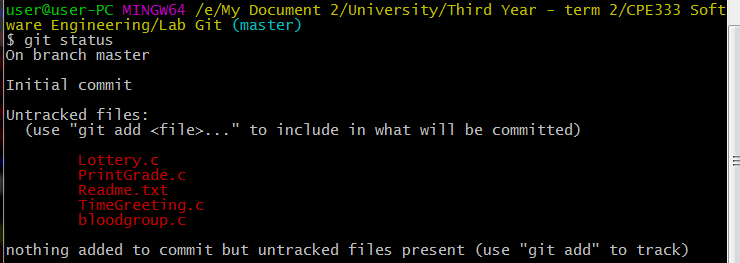 user@user-PC MINGW64 /e/My Document 2/University/Third Year - term 2/CPE333 Soft
ware Engineering/Lab Git (master)
$ git status
On branch master
Initial commit
Untracked files:
(use "git add <file>..." to include in what will be committed)
Lottery.c
PrintGrade.c
Readme.txt
TimeGreeting.c
bloodgroup.c
nothing added to commit but untracked files present (use "git add" to track)